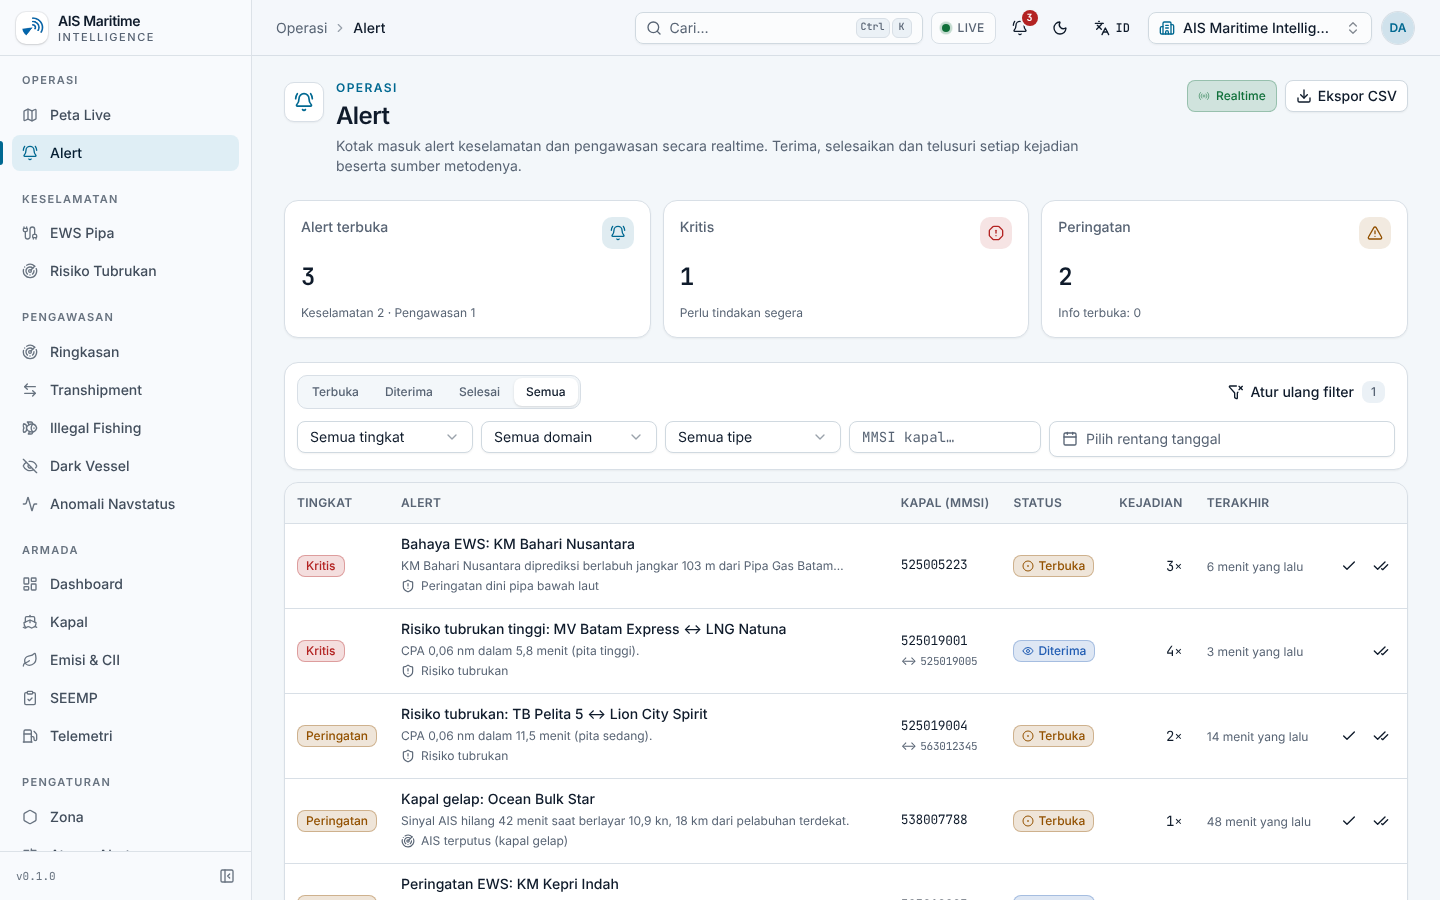 AIS Maritime
INTELLIGENCE
Operasi > Alert
Cari...
Ctrl K
LIVE
3
ID
AIS Maritime Intellig...
DA
OPERASI
Peta Live
Alert
KESELAMATAN
EWS Pipa
Risiko Tubrukan
PENGAWASAN
Ringkasan
Transhipment
Illegal Fishing
Dark Vessel
Anomali Navstatus
ARMADA
Dashboard
Kapal
Emisi & CII
SEEMP
Telemetri
PENGATURAN
Zona
v0.1.0
OPERASI
Alert
Kotak masuk alert keselamatan dan pengawasan secara realtime. Terima, selesaikan dan telusuri setiap kejadian
beserta sumber metodenya.
Realtime
Ekspor CSV
Alert terbuka
3
Keselamatan 2 · Pengawasan 1
Kritis
1
Perlu tindakan segera
Peringatan
2
Info terbuka: 0
Terbuka Diterima Selesai Semua
Atur ulang filter 1
Semua tingkat
Semua domain
Semua tipe
MMSI kapal…
Pilih rentang tanggal
TINGKAT ALERT KAPAL (MMSI) STATUS KEJADIAN TERAKHIR
Kritis
Bahaya EWS: KM Bahari Nusantara
KM Bahari Nusantara diprediksi berlabuh jangkar 103 m dari Pipa Gas Batam...
Peringatan dini pipa bawah laut
525005223
Terbuka
3×
6 menit yang lalu
Kritis
Risiko tubrukan tinggi: MV Batam Express ↔ LNG Natuna
CPA 0,06 nm dalam 5,8 menit (pita tinggi).
Risiko tubrukan
525019001
↔ 525019005
Diterima
4×
3 menit yang lalu
Peringatan
Risiko tubrukan: TB Pelita 5 ↔ Lion City Spirit
CPA 0,06 nm dalam 11,5 menit (pita sedang).
Risiko tubrukan
525019004
↔ 563012345
Terbuka
2×
14 menit yang lalu
Peringatan
Kapal gelap: Ocean Bulk Star
Sinyal AIS hilang 42 menit saat berlayar 10,9 kn, 18 km dari pelabuhan terdekat.
AIS terputus (kapal gelap)
538007788
Terbuka
1×
48 menit yang lalu
Peringatan EWS: KM Kepri Indah